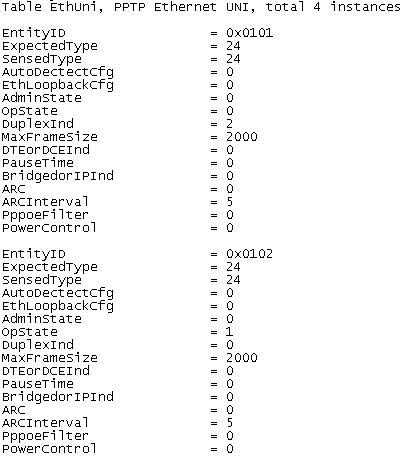 Table EthUni, PPTP Ethernet UNI, total 4 instances
EntityID = 0x0101
ExpectedType = 24
SensedType = 24
AutoDectectCfg = 0
EthLoopbackCfg = 0
AdminState = 0
OpState = 0
DuplexInd = 2
MaxFrameSize = 2000
DTEorDCEInd = 0
PauseTime = 0
BridgedorIPInd = 0
ARC = 0
ARCInterval = 5
PppoeFilter = 0
PowerControl = 0
EntityID = 0x0102
ExpectedType = 24
SensedType = 24
AutoDectectCfg = 0
EthLoopbackCfg = 0
AdminState = 0
OpState = 1
DuplexInd = 0
MaxFrameSize = 2000
DTEorDCEInd = 0
PauseTime = 0
BridgedorIPInd = 0
ARC = 0
ARCInterval = 5
PppoeFilter = 0
PowerControl = 0